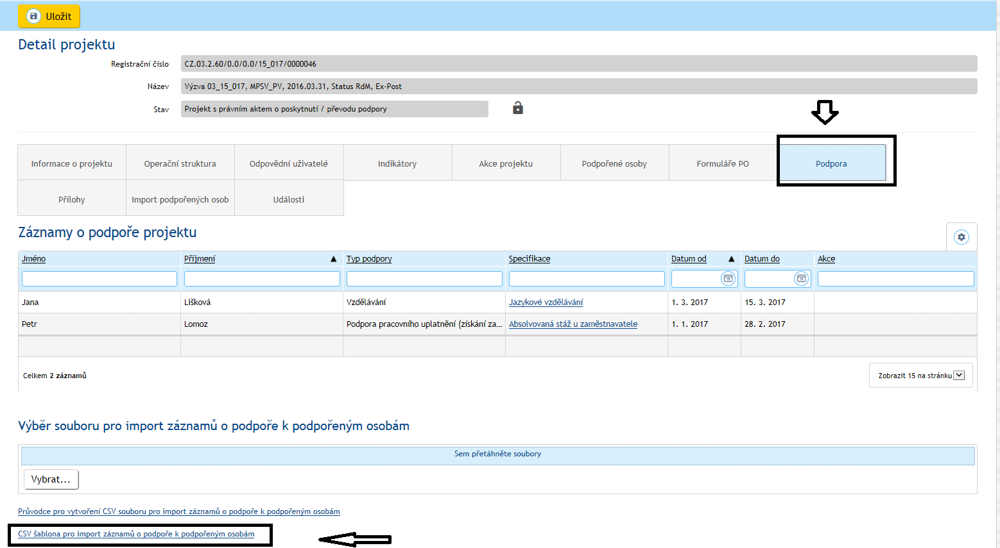 Uložit
Detail projektu
Registrační číslo CZ.03.2.60/0.0/0.0/15_017/0000046
Název Výzva 03_15_017, MPSV_PV, 2016.03.31, Status RdM, Ex-Post
Stav Projekt s právním aktem o poskytnutí / převodu podpory
Informace o projektu Operační struktura Odpovědní uživatelé Indikátory Akce projektu Podpořené osoby Formuláře PO Podpora
Přílohy Import podpořených osob Události
Záznamy o podpoře projektu
Jméno Příjmení Typ podpory Specifikace Datum od Datum do Akce
Jana Lišková Vzdělávání Jazykové vzdělávání 1. 3. 2017 15. 3. 2017
Petr Lomoz Podpora pracovního uplatnění (získání za... Absolvovaná stáž u zaměstnavatele 1. 1. 2017 28. 2. 2017
Celkem 2 záznamů Zobrazit 15 na stránku
Výběr souboru pro import záznamů o podpoře k podpořeným osobám
Sem přetáhněte soubory
Vybrat...
Průvodce pro vytvoření CSV souboru pro import záznamů o podpoře k podpořeným osobám
CSV šablona pro import záznamů o podpoře k podpořeným osobám